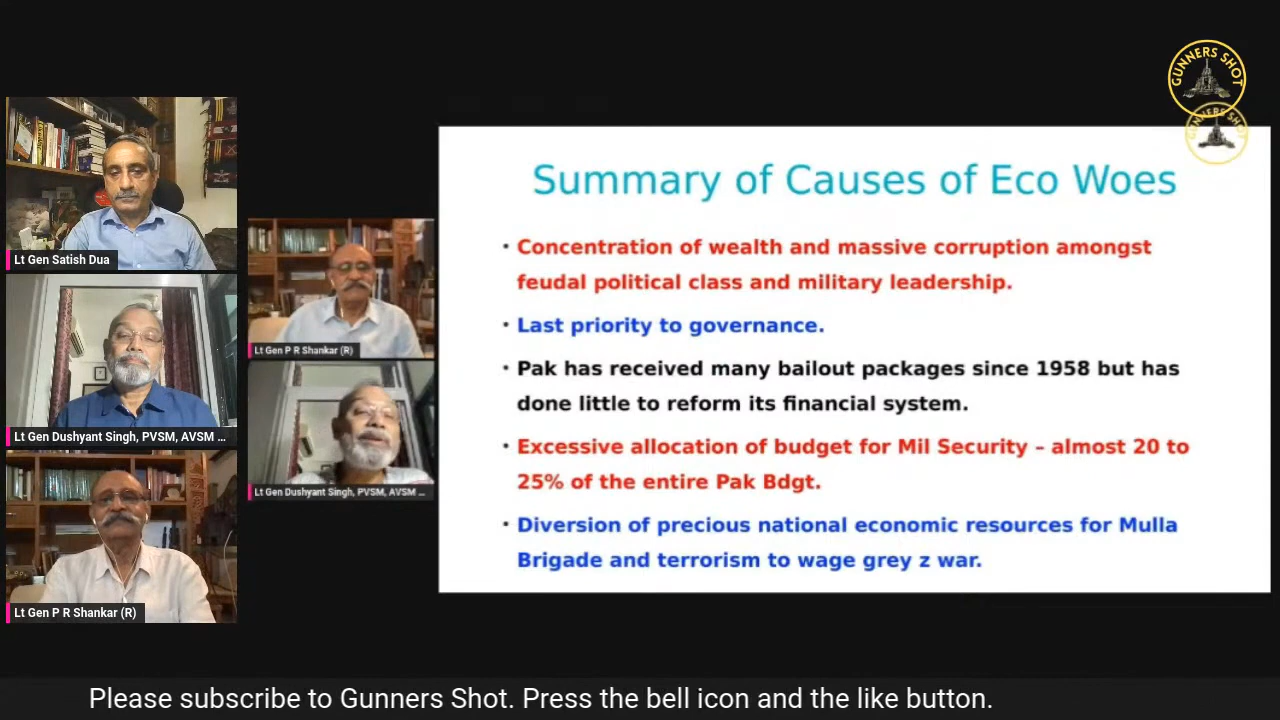 GUNNERS SHOT
GUNNERS SHOT
Lt Gen Satish Dua
Lt Gen Dushyant Singh, PVSM, AVSM ...
Lt Gen P R Shankar (R)
Lt Gen P R Shankar (R)
Lt Gen Dushyant Singh, PVSM, AVSM ...
Summary of Causes of Eco Woes
• Concentration of wealth and massive corruption amongst
feudal political class and military leadership.
• Last priority to governance.
• Pak has received many bailout packages since 1958 but has
done little to reform its financial system.
• Excessive allocation of budget for Mil Security – almost 20 to
25% of the entire Pak Bdgt.
• Diversion of precious national economic resources for Mulla
Brigade and terrorism to wage grey z war.
Please subscribe to Gunners Shot. Press the bell icon and the like button.